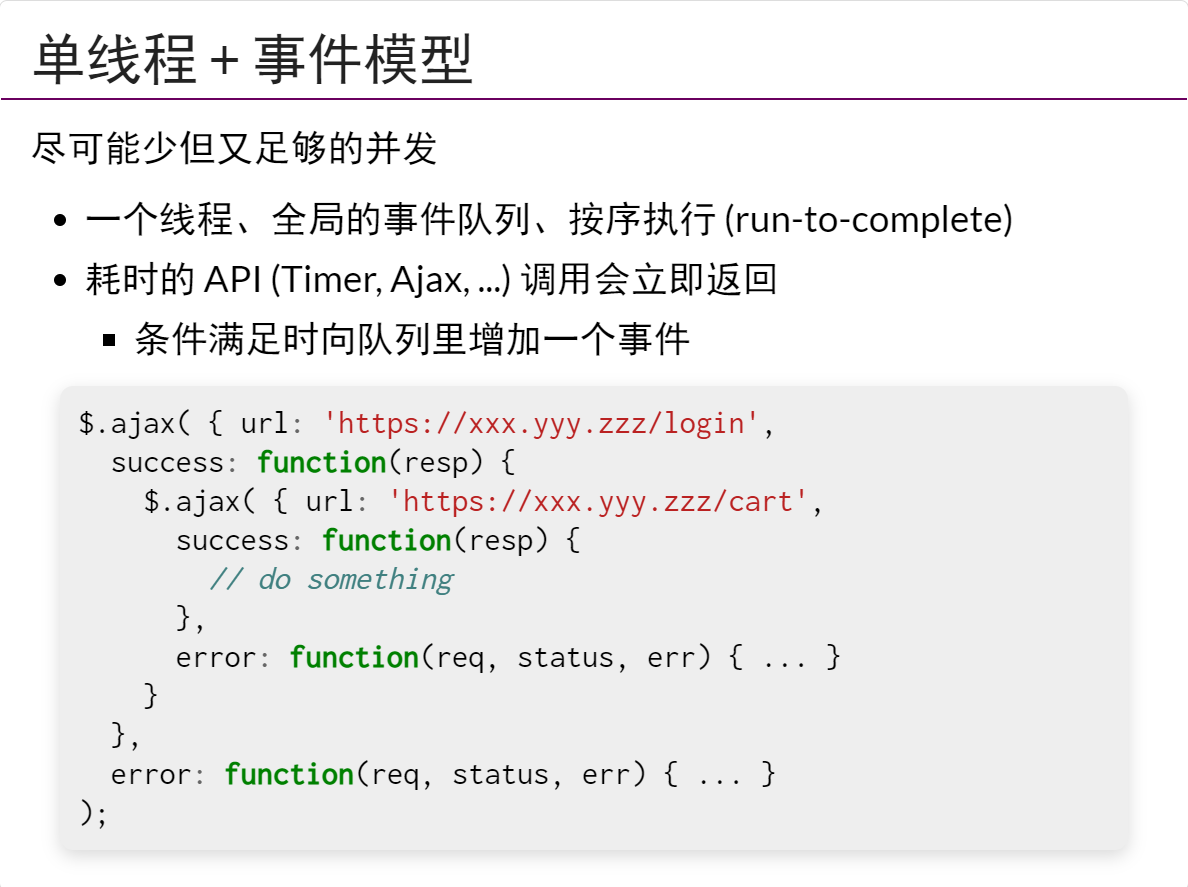 单线程 + 事件模型
尽可能少但又足够的并发
• 一个线程、全局的事件队列、按序执行 (run-to-complete)
• 耗时的 API (Timer, Ajax, ...) 调用会立即返回
▪ 条件满足时向队列里增加一个事件
$.ajax( { url: 'https://xxx.yyy.zzz/login',
  success: function(resp) {
    $.ajax( { url: 'https://xxx.yyy.zzz/cart',
      success: function(resp) {
        // do something
      },
      error: function(req, status, err) { ... }
    }
  },
  error: function(req, status, err) { ... }
);